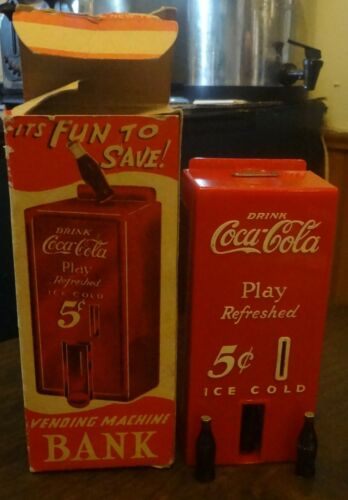 ITS FUN TO
SAVE!
DRINK
Coca-Cola
Play
Refreshed
ICE COLD
5¢
VENDING MACHINE
BANK
DRINK
Coca-Cola
Play
Refreshed
5¢
ICE COLD